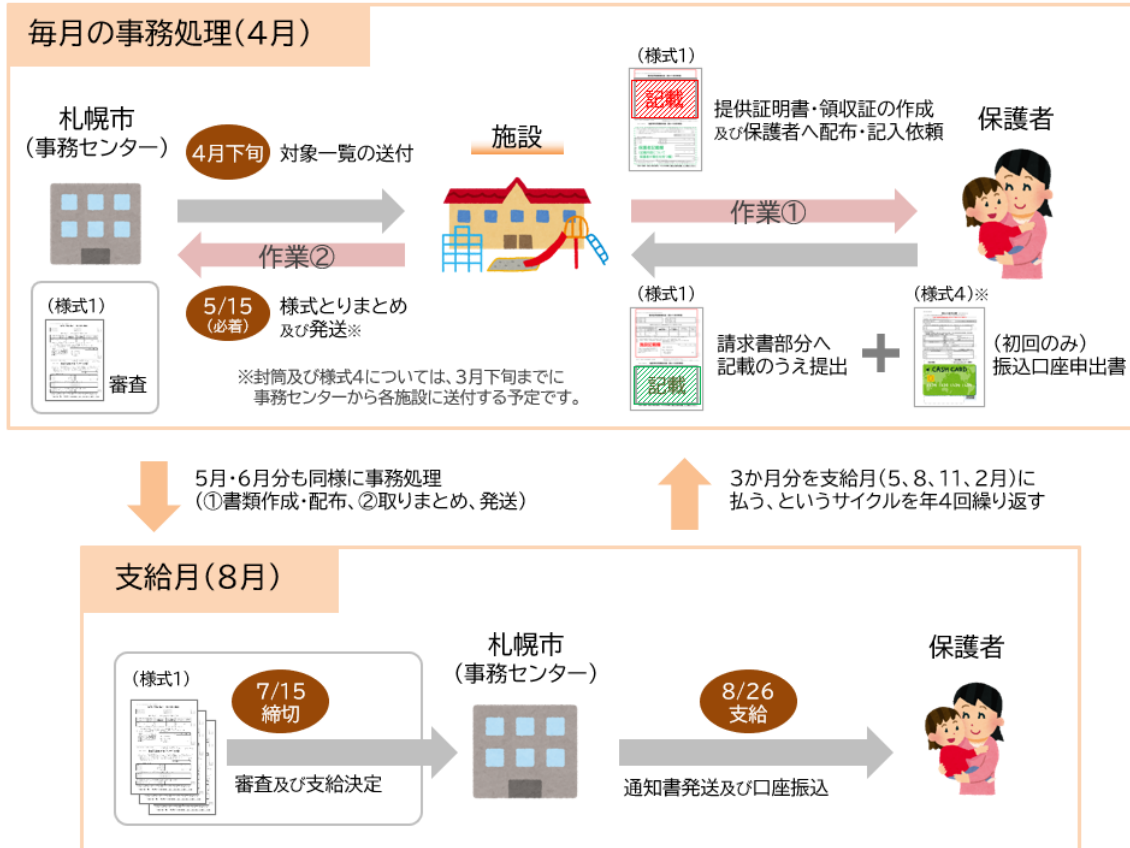 毎月の事務処理(4月)
札幌市
(事務センター)
4月下旬
対象一覧の送付
施設
(様式1)
記載
提供証明書・領収証の作成
及び保護者へ配布・記入依頼
保護者
作業①
作業②
(様式1)
審査
5/15
(必着)
様式とりまとめ
及び発送※
※封筒及び様式4については、3月下旬までに
事務センターから各施設に送付する予定です。
(様式1)
記載
請求書部分へ
記載のうえ提出
(様式4)※
CASH CARD
(初回のみ)
振込口座申出書
5月・6月分も同様に事務処理
(①書類作成・配布、②取りまとめ、発送)
3か月分を支給月(5、8、11、2月)に
払う、というサイクルを年4回繰り返す
支給月(8月)
(様式1)
7/15
締切
審査及び支給決定
札幌市
(事務センター)
8/26
支給
通知書発送及び口座振込
保護者